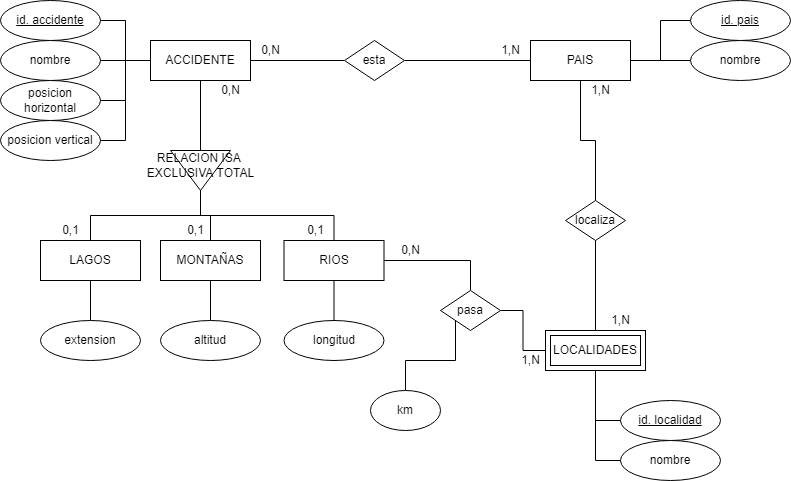 id. accidente
nombre
posicion
horizontal
posicion vertical
ACCIDENTE
0,N
0,N
esta
1,N
PAIS
1,N
id. pais
nombre
RELACION ISA
EXCLUSIVA TOTAL
localiza
0,1
0,1
0,1
LAGOS
MONTAÑAS
RIOS
0,N
extension
altitud
longitud
pasa
km
1,N
1,N
LOCALIDADES
id. localidad
nombre